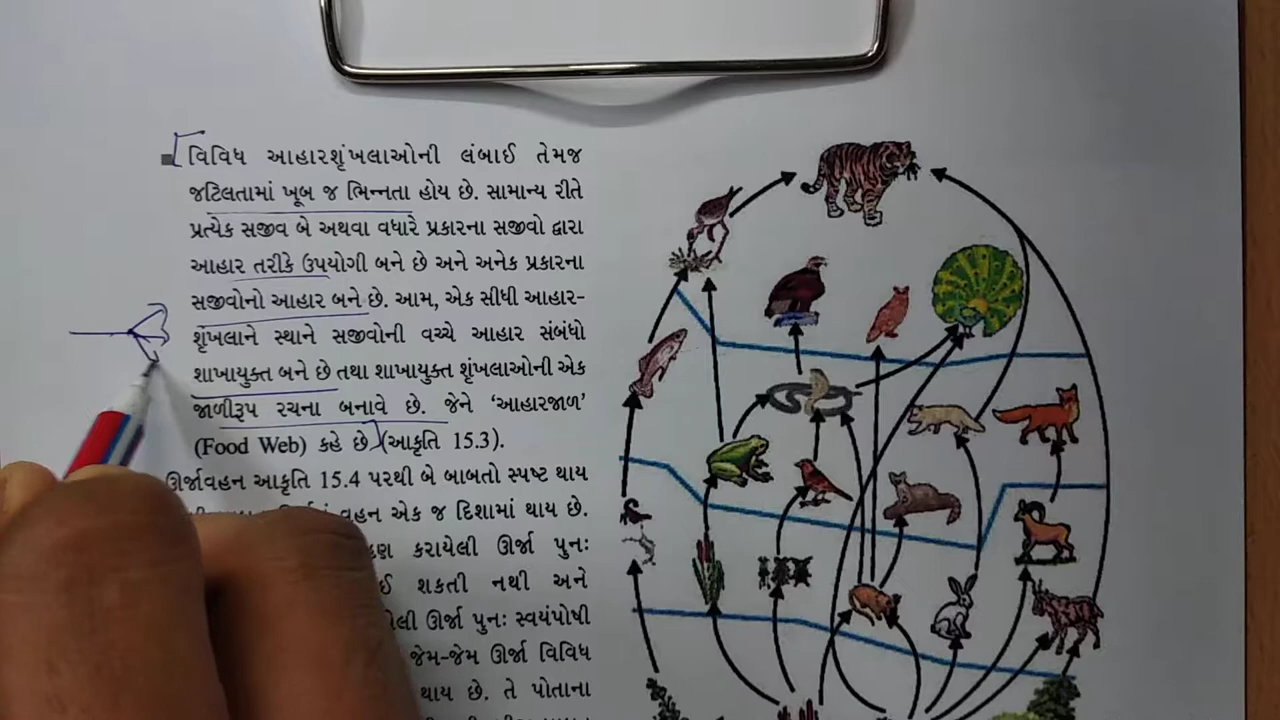 વિવિધ આહારશૃંખલાઓની લંબાઈ તેમજ
જટિલતામાં ખૂબ જ ભિન્નતા હોય છે. સામાન્ય રીતે
પ્રત્યેક સજીવ બે અથવા વધારે પ્રકારના સજીવો દ્વારા
આહાર તરીકે ઉપયોગી બને છે અને અનેક પ્રકારના
સજીવોનો આહાર બને છે. આમ, એક સીધી આહાર-
શૃંખલાને સ્થાને સજીવોની વચ્ચે આહાર સંબંધો
શાખાયુક્ત બને છે તથા શાખાયુક્ત શૃંખલાઓની એક
જાળીરૂપ રચના બનાવે છે. જેને ‘આહારજાળ’
(Food Web) કહે છે (આકૃતિ 15.3).
ઊર્જાવહન આકૃતિ 15.4 પરથી બે બાબતો સ્પષ્ટ થાય
વહન એક જ દિશામાં થાય છે.
કરાયેલી ઊર્જા પુનઃ
શકતી નથી અને
ઊર્જા પુનઃ સ્વયંપોષી
જેમ-જેમ ઊર્જા વિવિધ
થાય છે. તે પોતાના